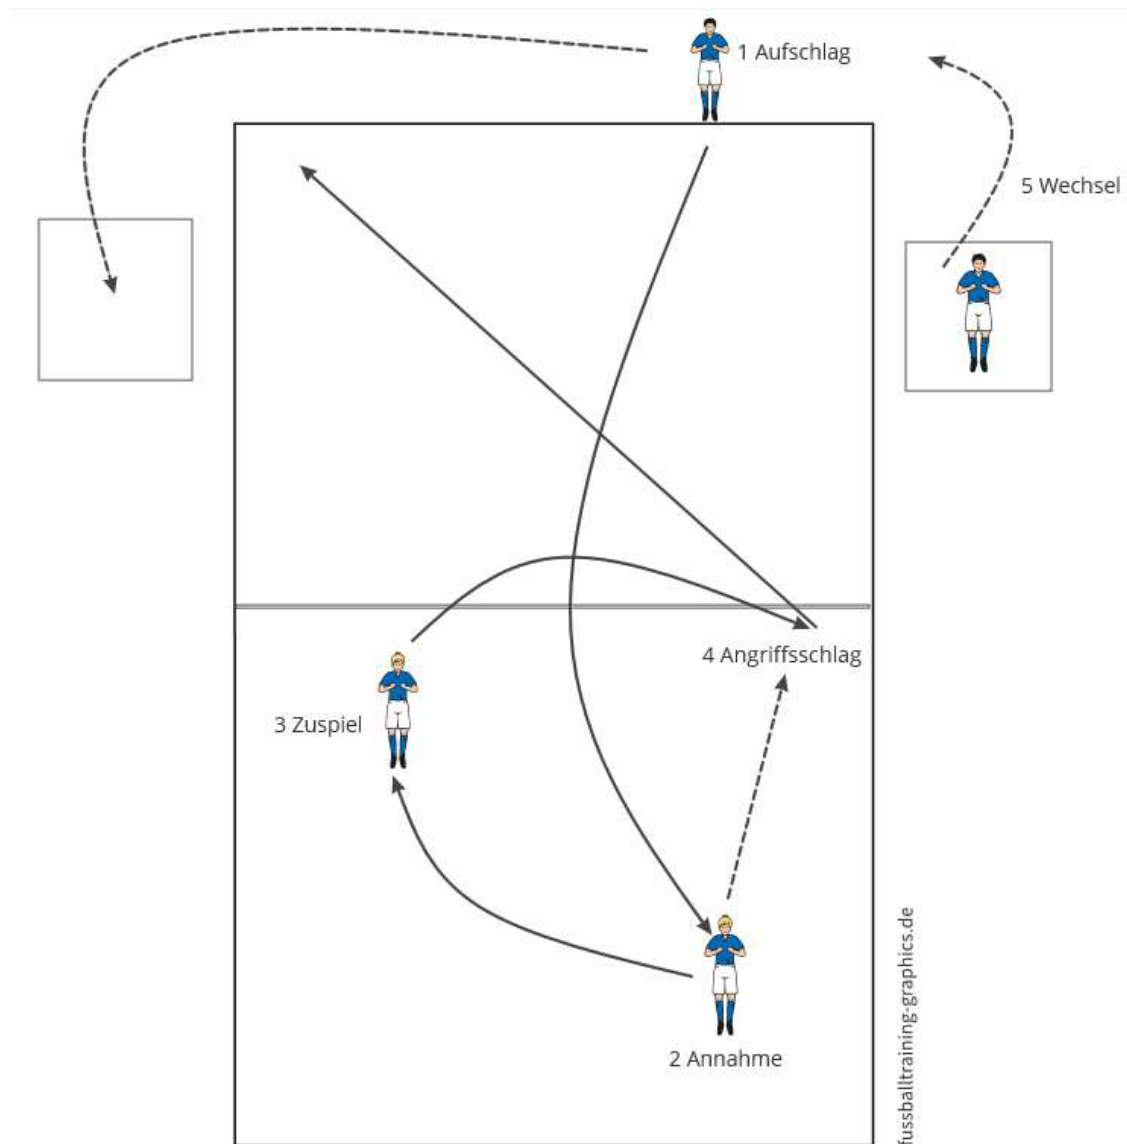 1 Aufschlag
5 Wechsel
4 Angriffsschlag
3 Zuspiel
2 Annahme
fussballtraining-graphics.de